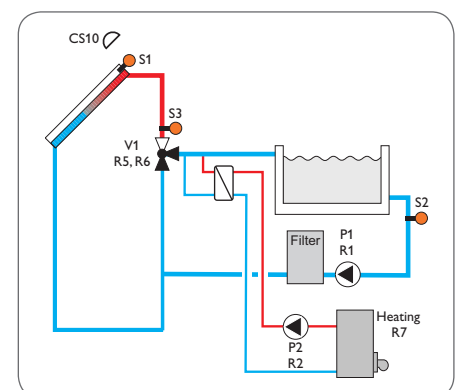 CS10
S1
S3
V1
R5, R6
S2
Filter
P1
R1
Heating
R7
P2
R2